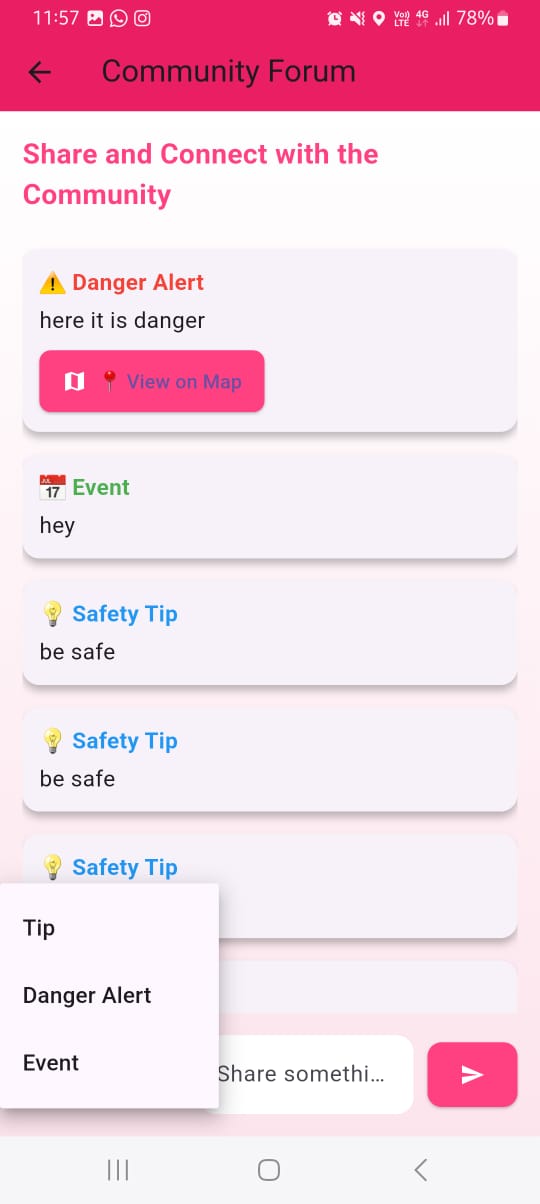 11:57
Vo)) 4G
LTE
78%
Community Forum
Share and Connect with the
Community
⚠️ Danger Alert
here it is danger
📍 View on Map
📅 Event
hey
💡 Safety Tip
be safe
💡 Safety Tip
be safe
💡 Safety Tip
Tip
Danger Alert
Event
Share somethi...